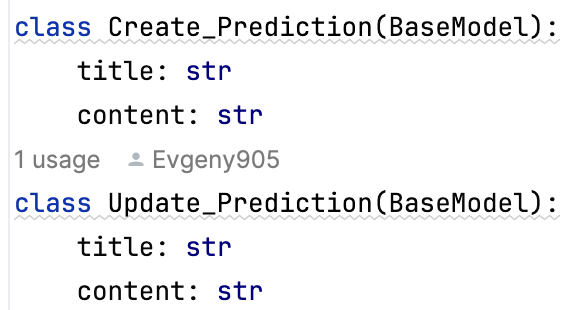 class Create_Prediction(BaseModel):
    title: str
    content: str
1 usage Evgeny905
class Update_Prediction(BaseModel):
    title: str
    content: str